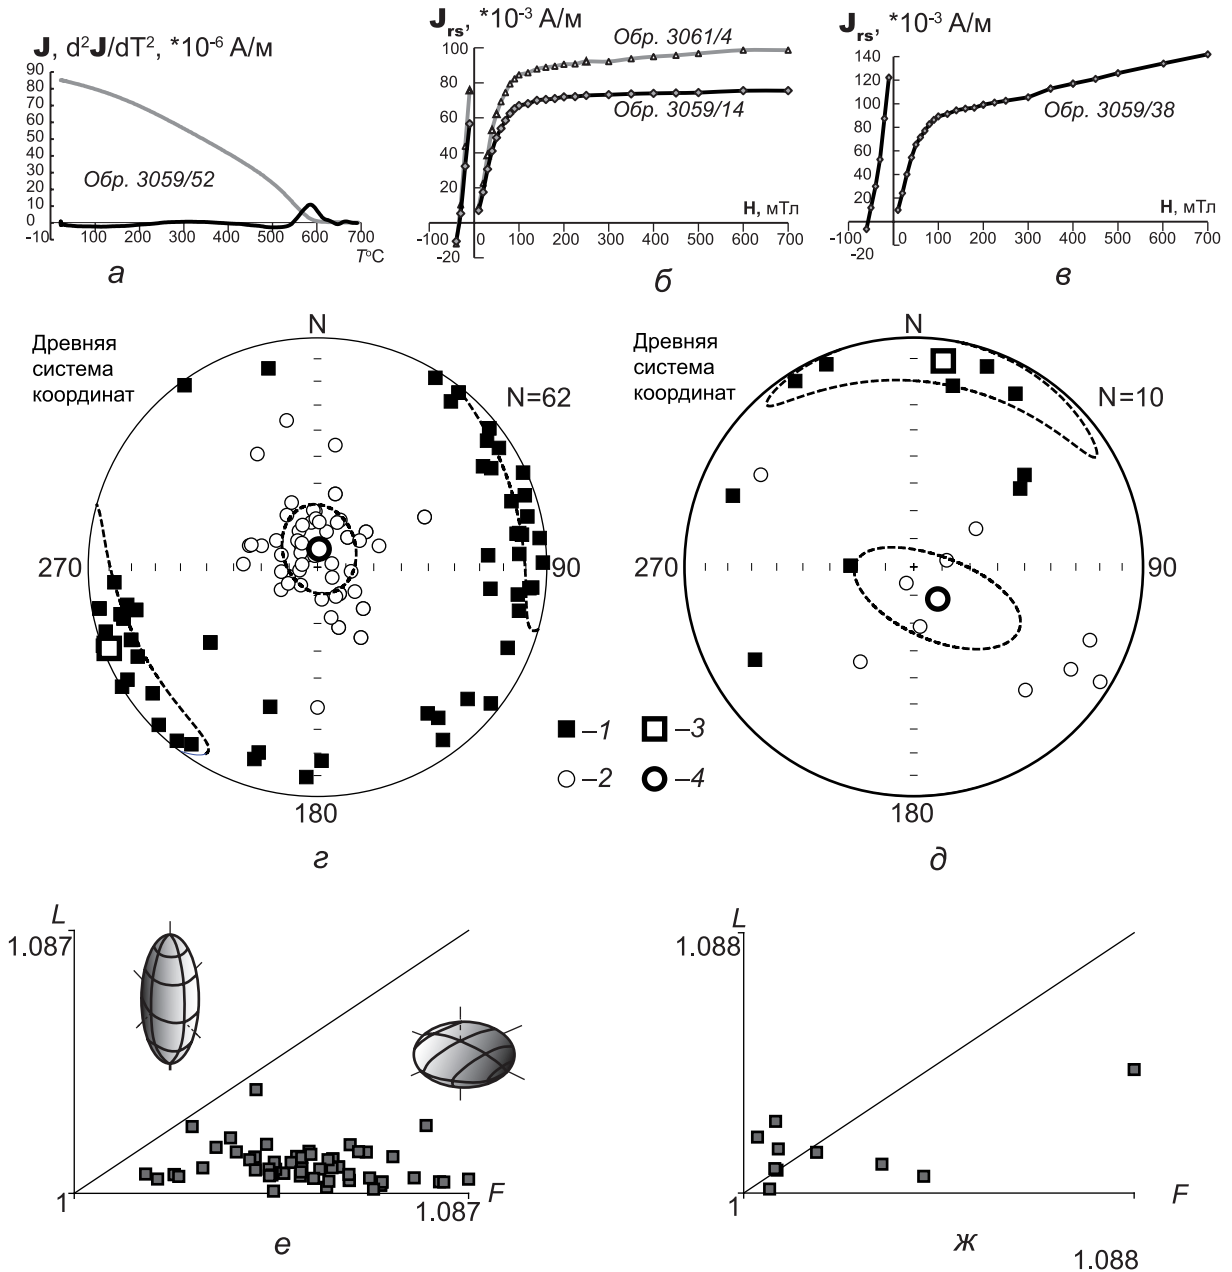 J, d²J/dT², *10⁻⁶ А/м
90
80
70
60
50
40
30
20
10
0
-10
100
200
300
400
500
600
700
T°C
Обр. 3059/52
а
Jrs, *10⁻³ А/м
100
80
60
40
20
-20
-100
0
100
200
300
400
500
600
700
Обр. 3061/4
Обр. 3059/14
H, мТл
б
Jrs, *10⁻³ А/м
140
120
100
80
60
40
20
-20
-100
0
100
200
300
400
500
600
700
Обр. 3059/38
H, мТл
в
Древняя
система
координат
N
N=62
270
90
180
г
Древняя
система
координат
N
N=10
270
90
180
д
–1
–3
–2
–4
L
1.087
1
F
1.087
е
L
1.088
1
F
1.088
ж